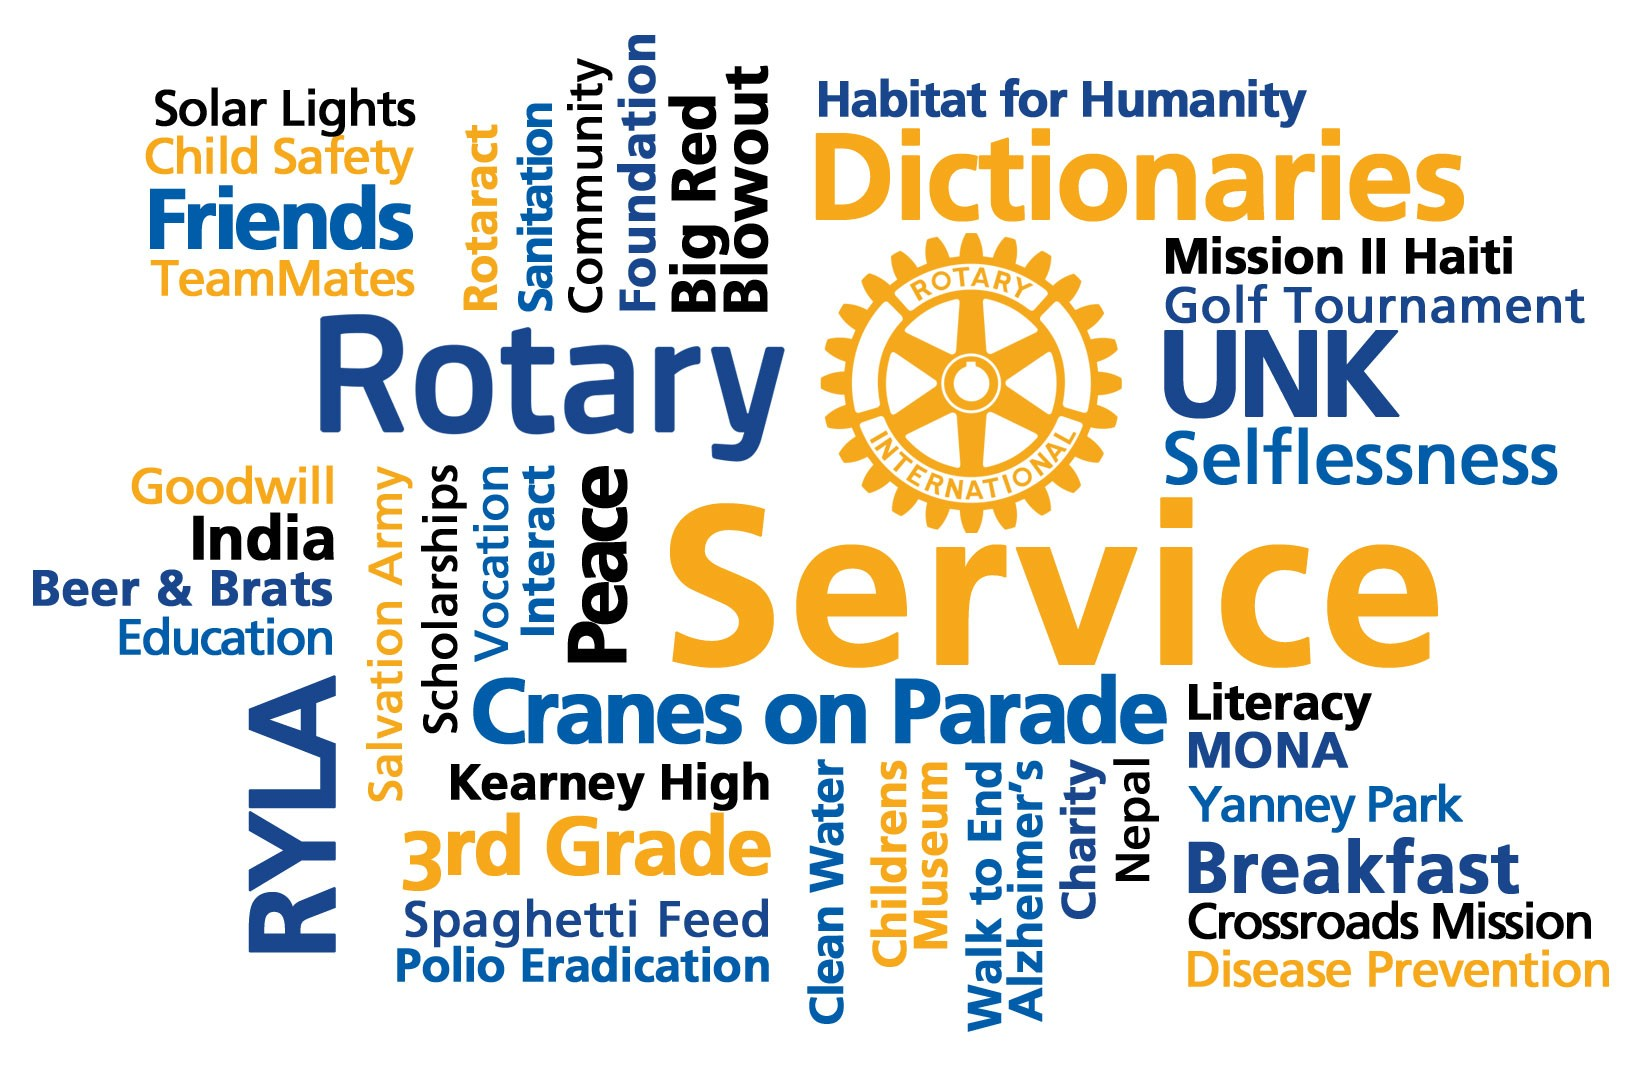 Solar Lights
Child Safety
Friends
TeamMates
Rotaract
Sanitation
Community
Foundation
Big Red
Blowout
Habitat for Humanity
Dictionaries
Mission II Haiti
Golf Tournament
UNK
Selflessness
Rotary
ROTARY
INTERNATIONAL
Goodwill
India
Beer & Brats
Education
Salvation Army
Scholarships
Vocation
Interact
Peace
Service
RYLA
Cranes on Parade
Kearney High
3rd Grade
Spaghetti Feed
Polio Eradication
Clean Water
Childrens
Museum
Walk to End
Alzheimer's
Charity
Nepal
Literacy
MONA
Yanney Park
Breakfast
Crossroads Mission
Disease Prevention